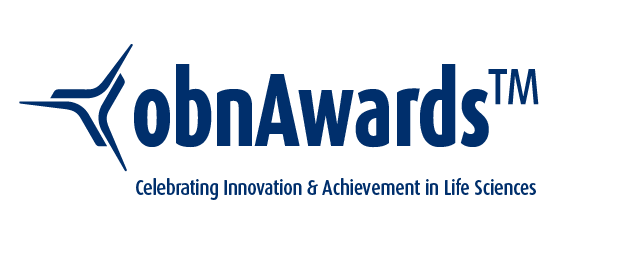 obnAwards™
Celebrating Innovation & Achievement in Life Sciences